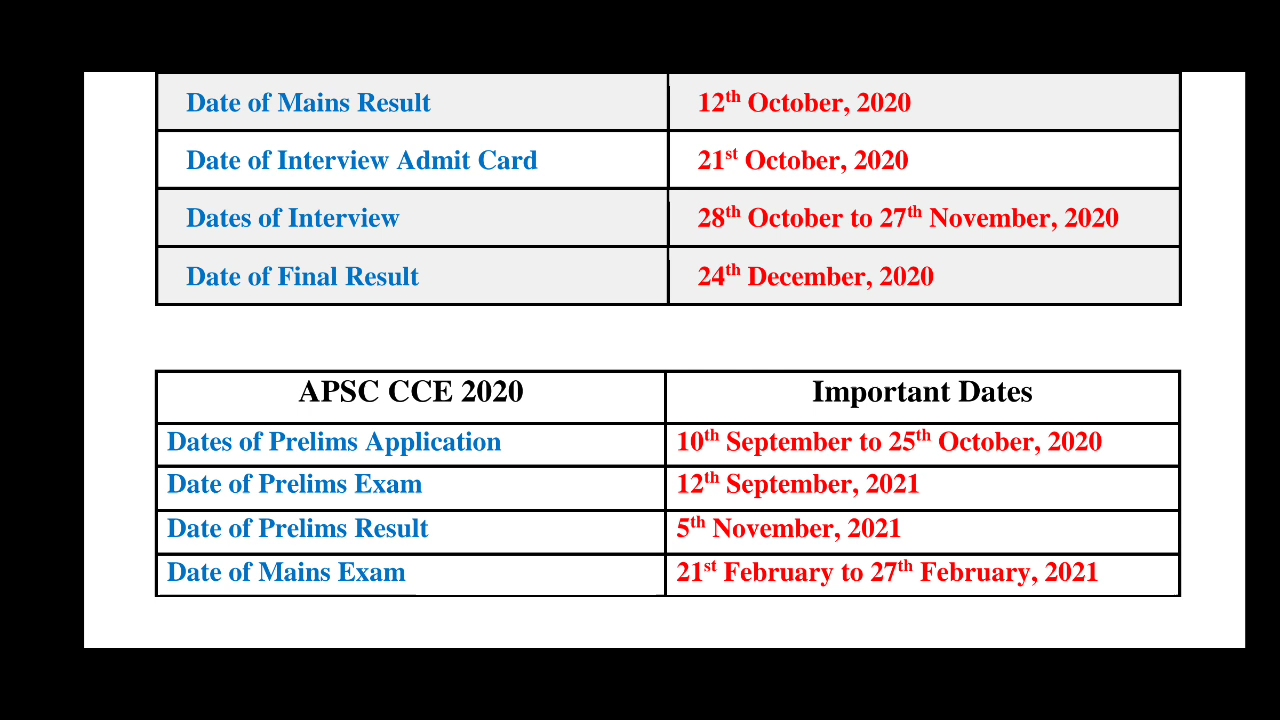 Date of Mains Result 12th October, 2020
Date of Interview Admit Card 21st October, 2020
Dates of Interview 28th October to 27th November, 2020
Date of Final Result 24th December, 2020
APSC CCE 2020 Important Dates
Dates of Prelims Application 10th September to 25th October, 2020
Date of Prelims Exam 12th September, 2021
Date of Prelims Result 5th November, 2021
Date of Mains Exam 21st February to 27th February, 2021